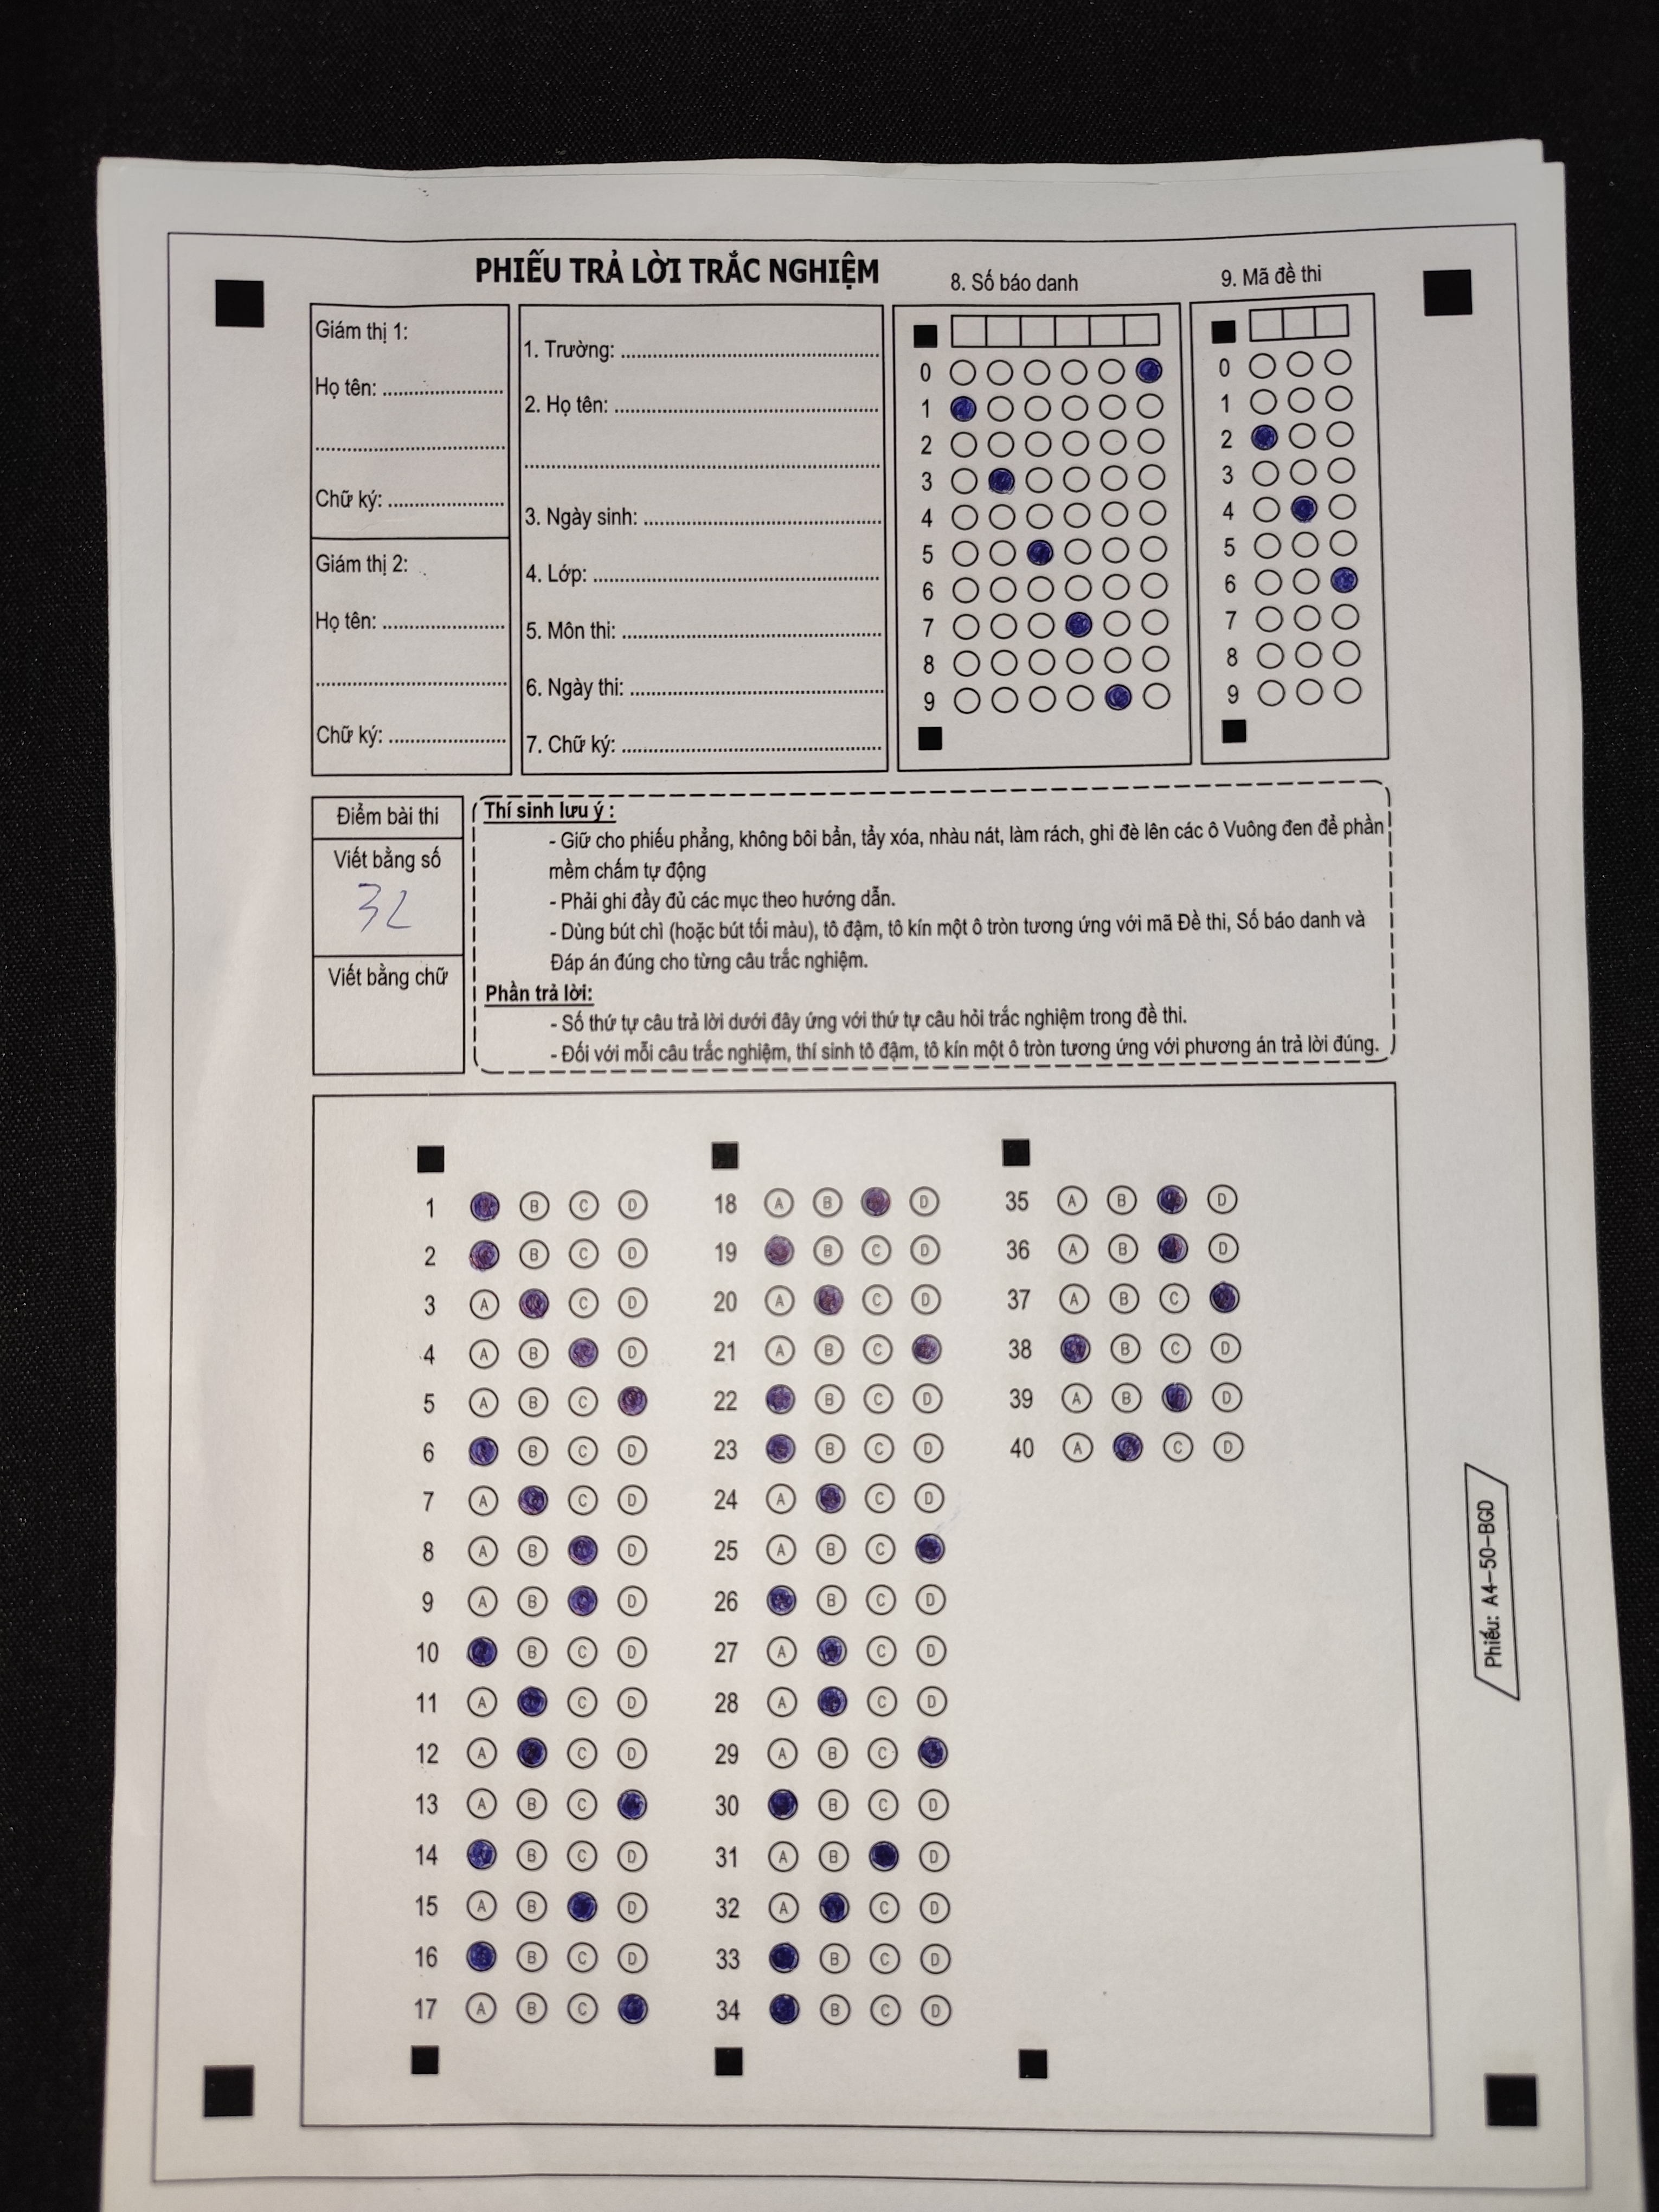 PHIẾU TRẢ LỜI TRẮC NGHIỆM
8. Số báo danh
9. Mã đề thi
Giám thị 1:
Họ tên: ........................
......................................
Chữ ký: .......................
Giám thị 2:
Họ tên: ........................
......................................
Chữ ký: .......................
1. Trường: ....................................................
2. Họ tên: .....................................................
.......................................................................
3. Ngày sinh: ................................................
4. Lớp: .........................................................
5. Môn thi: ....................................................
6. Ngày thi: ...................................................
7. Chữ ký: ....................................................
0
1
2
3
4
5
6
7
8
9
0
1
2
3
4
5
6
7
8
9
Điểm bài thi
Viết bằng số
32
Viết bằng chữ
Thí sinh lưu ý :
- Giữ cho phiếu phẳng, không bôi bẩn, tẩy xóa, nhàu nát, làm rách, ghi đè lên các ô Vuông đen để phần
mềm chấm tự động
- Phải ghi đầy đủ các mục theo hướng dẫn.
- Dùng bút chì (hoặc bút tối màu), tô đậm, tô kín một ô tròn tương ứng với mã Đề thi, Số báo danh và
Đáp án đúng cho từng câu trắc nghiệm.
Phần trả lời:
- Số thứ tự câu trả lời dưới đây ứng với thứ tự câu hỏi trắc nghiệm trong đề thi.
- Đối với mỗi câu trắc nghiệm, thí sinh tô đậm, tô kín một ô tròn tương ứng với phương án trả lời đúng.
1 B C D
2 B C D
3 A C D
4 A B D
5 A B C
6 B C D
7 A C D
8 A B D
9 A B D
10 B C D
11 A C D
12 A C D
13 A B C
14 B C D
15 A B D
16 B C D
17 A B C
18 A B D
19 B C D
20 A C D
21 A B C
22 B C D
23 B C D
24 A C D
25 A B C
26 B C D
27 A C D
28 A C D
29 A B C
30 B C D
31 A B D
32 A C D
33 B C D
34 B C D
35 A B D
36 A B D
37 A B C
38 B C D
39 A B D
40 A C D
Phiếu: A4-50-BGD